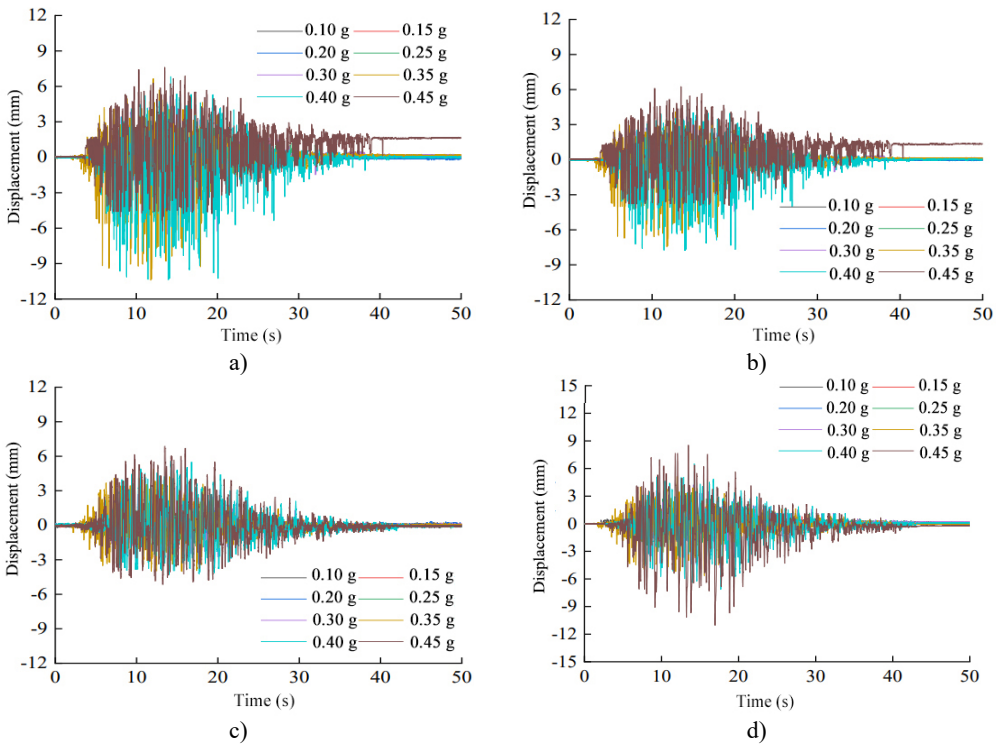 12
9
6
3
0
-3
-6
-9
-12
Displacement (mm)
0.10 g 0.15 g
0.20 g 0.25 g
0.30 g 0.35 g
0.40 g 0.45 g
0 10 20 30 40 50
Time (s)
a)
12
9
6
3
0
-3
-6
-9
-12
Displacement (mm)
0.10 g 0.15 g
0.20 g 0.25 g
0.30 g 0.35 g
0.40 g 0.45 g
0 10 20 30 40 50
Time (s)
b)
12
9
6
3
0
-3
-6
-9
-12
Displacement (mm)
0.10 g 0.15 g
0.20 g 0.25 g
0.30 g 0.35 g
0.40 g 0.45 g
0 10 20 30 40 50
Time (s)
c)
15
12
9
6
3
0
-3
-6
-9
-12
-15
Displacement (mm)
0.10 g 0.15 g
0.20 g 0.25 g
0.30 g 0.35 g
0.40 g 0.45 g
0 10 20 30 40 50
Time (s)
d)